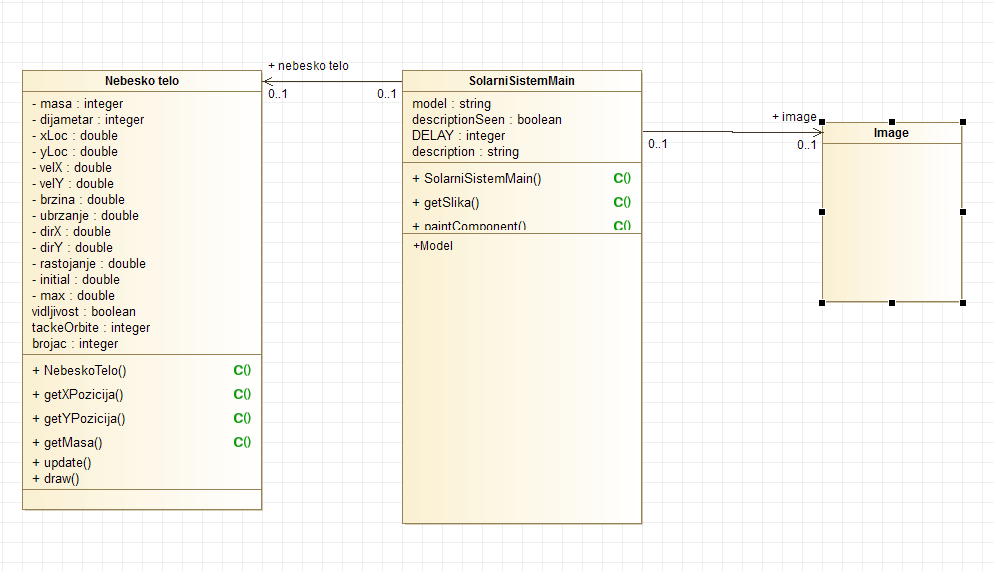 + nebesko telo
0..1
0..1
Nebesko telo
- masa : integer
- dijametar : integer
- xLoc : double
- yLoc : double
- velX : double
- velY : double
- brzina : double
- ubrzanje : double
- dirX : double
- dirY : double
- rastojanje : double
- initial : double
- max : double
vidljivost : boolean
tackeOrbite : integer
brojac : integer
+ NebeskoTelo() C()
+ getXPozicija() C()
+ getYPozicija() C()
+ getMasa() C()
+ update()
+ draw()
SolarniSistemMain
model : string
descriptionSeen : boolean
DELAY : integer
description : string
+ SolarniSistemMain() C()
+ getSlika() C()
+ paintComponent() C()
+Model
+ image
0..1
0..1
Image